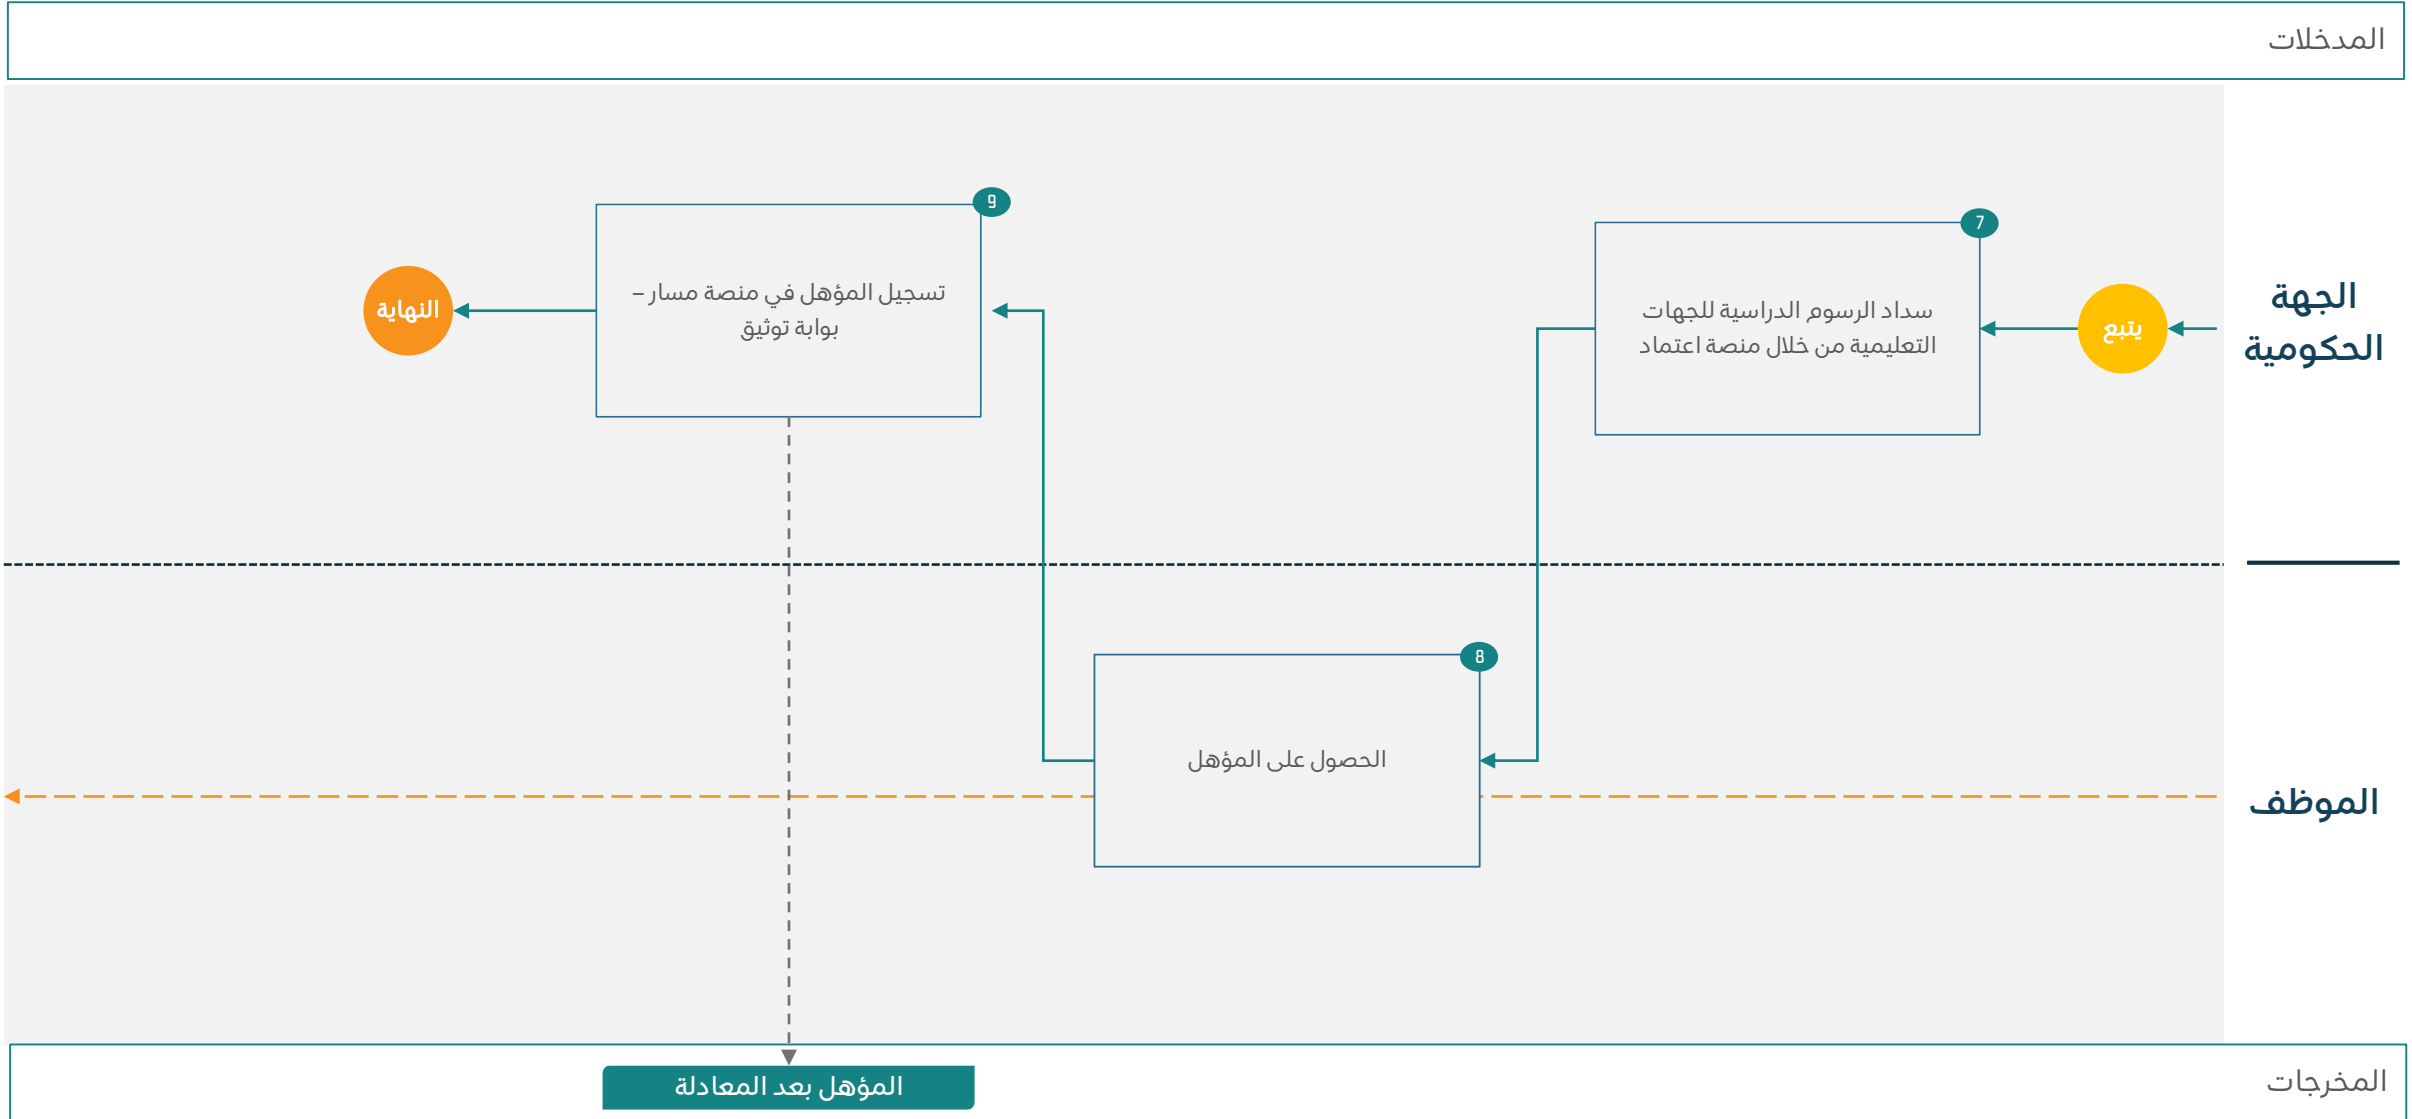 المدخلات
الجهة
الحكومية
يتبع
7
سداد الرسوم الدراسية للجهات
التعليمية من خلال منصة اعتماد
9
تسجيل المؤهل في منصة مسار –
بوابة توثيق
النهاية
الموظف
8
الحصول على المؤهل
المخرجات
المؤهل بعد المعادلة